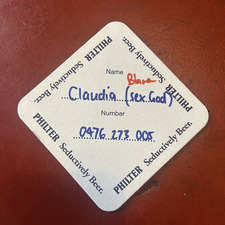 PHILTER Seductively Beer.
PHILTER Seductively Beer.
Name
Blane
Claudia (sex God)
Number
0476 273 005
PHILTER Seductively Beer.
PHILTER Seductively Beer.